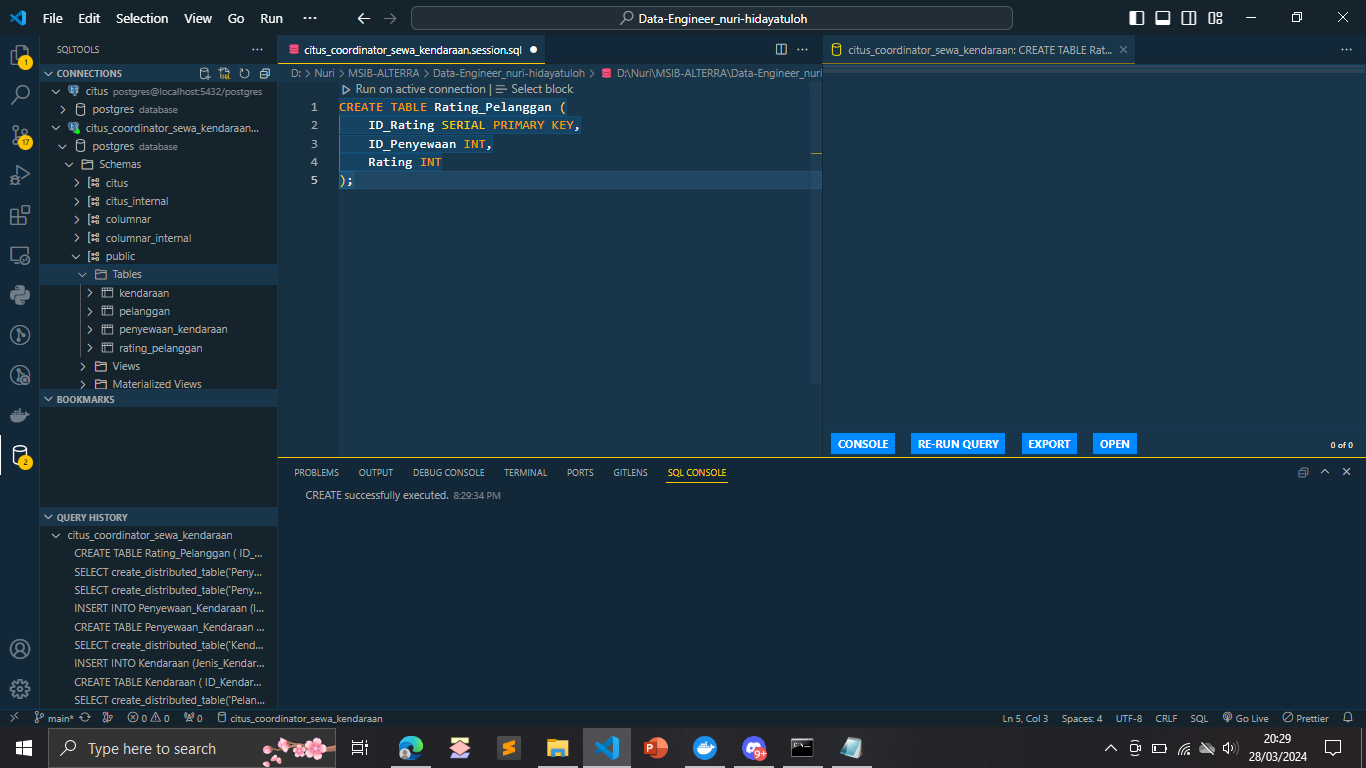 File Edit Selection View Go Run ··· Data-Engineer_nuri-hidayatuloh
SQLTOOLS
CONNECTIONS
citus postgres@localhost:5432/postgres
postgres database
citus_coordinator_sewa_kendaraan...
postgres database
Schemas
citus
citus_internal
columnar
columnar_internal
public
Tables
kendaraan
pelanggan
penyewaan_kendaraan
rating_pelanggan
Views
Materialized Views
BOOKMARKS
QUERY HISTORY
citus_coordinator_sewa_kendaraan
CREATE TABLE Rating_Pelanggan ( ID_...
SELECT create_distributed_table('Peny...
SELECT create_distributed_table('Peny...
INSERT INTO Penyewaan_Kendaraan (I...
CREATE TABLE Penyewaan_Kendaraan ...
SELECT create_distributed_table('Kend...
INSERT INTO Kendaraan (Jenis_Kendar...
CREATE TABLE Kendaraan ( ID_Kendar...
SELECT create_distributed_table('Pelan...
1
17
2
citus_coordinator_sewa_kendaraan.session.sql
D: > Nuri > MSIB-ALTERRA > Data-Engineer_nuri-hidayatuloh > D:\Nuri\MSIB-ALTERRA\Data-Engineer_nuri
Run on active connection | Select block
1 CREATE TABLE Rating_Pelanggan (
2 ID_Rating SERIAL PRIMARY KEY,
3 ID_Penyewaan INT,
4 Rating INT
5 );
citus_coordinator_sewa_kendaraan: CREATE TABLE Rat...
CONSOLE RE-RUN QUERY EXPORT OPEN 0 of 0
PROBLEMS OUTPUT DEBUG CONSOLE TERMINAL PORTS GITLENS SQL CONSOLE
CREATE successfully executed. 8:29:34 PM
main* 0 0 0 citus_coordinator_sewa_kendaraan Ln 5, Col 3 Spaces: 4 UTF-8 CRLF SQL Go Live Prettier
Type here to search
9+
20:29
28/03/2024